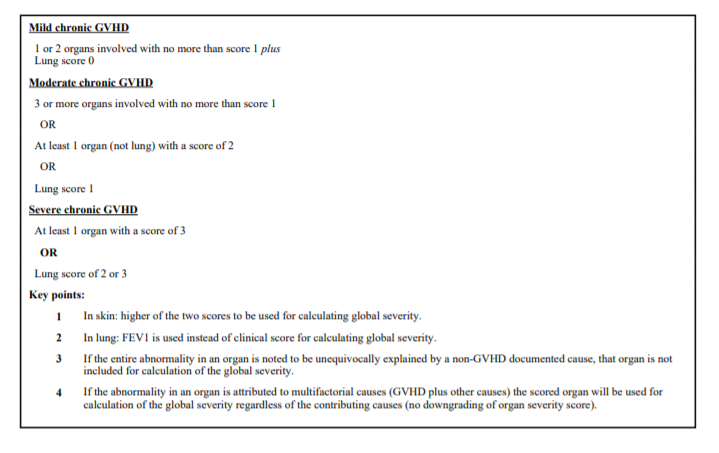 Mild chronic GVHD
1 or 2 organs involved with no more than score 1 plus
Lung score 0
Moderate chronic GVHD
3 or more organs involved with no more than score 1
OR
At least 1 organ (not lung) with a score of 2
OR
Lung score 1
Severe chronic GVHD
At least 1 organ with a score of 3
OR
Lung score of 2 or 3
Key points:
1 In skin: higher of the two scores to be used for calculating global severity.
2 In lung: FEV1 is used instead of clinical score for calculating global severity.
3 If the entire abnormality in an organ is noted to be unequivocally explained by a non-GVHD documented cause, that organ is not
included for calculation of the global severity.
4 If the abnormality in an organ is attributed to multifactorial causes (GVHD plus other causes) the scored organ will be used for
calculation of the global severity regardless of the contributing causes (no downgrading of organ severity score).